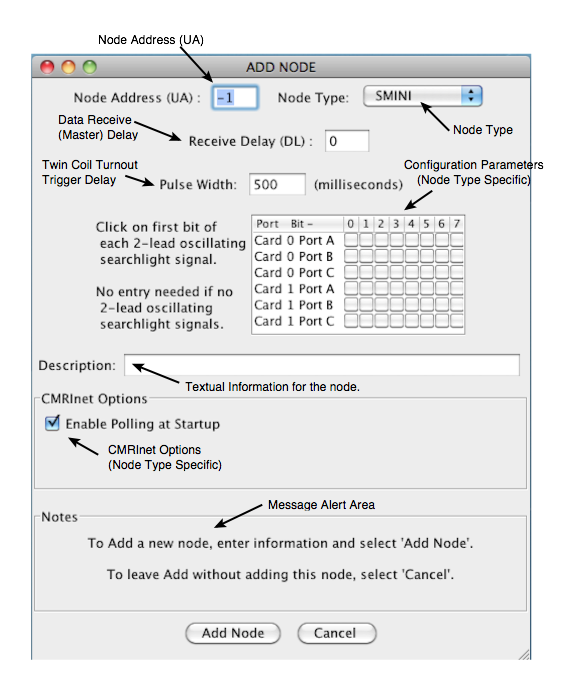 Node Address (UA)
ADD NODE
Node Address (UA) : -1 Node Type: SMINI
Data Receive
(Master) Delay
Node Type
Receive Delay (DL) : 0
Twin Coil Turnout
Trigger Delay
Configuration Parameters
(Node Type Specific)
Pulse Width: 500 (milliseconds)
Click on first bit of
each 2-lead oscillating
searchlight signal.
No entry needed if no
2-lead oscillating
searchlight signals.
Port Bit - 0 1 2 3 4 5 6 7
Card 0 Port A
Card 0 Port B
Card 0 Port C
Card 1 Port A
Card 1 Port B
Card 1 Port C
Description:
Textual Information for the node.
CMRInet Options
Enable Polling at Startup
CMRInet Options
(Node Type Specific)
Message Alert Area
Notes
To Add a new node, enter information and select 'Add Node'.
To leave Add without adding this node, select 'Cancel'.
Add Node Cancel